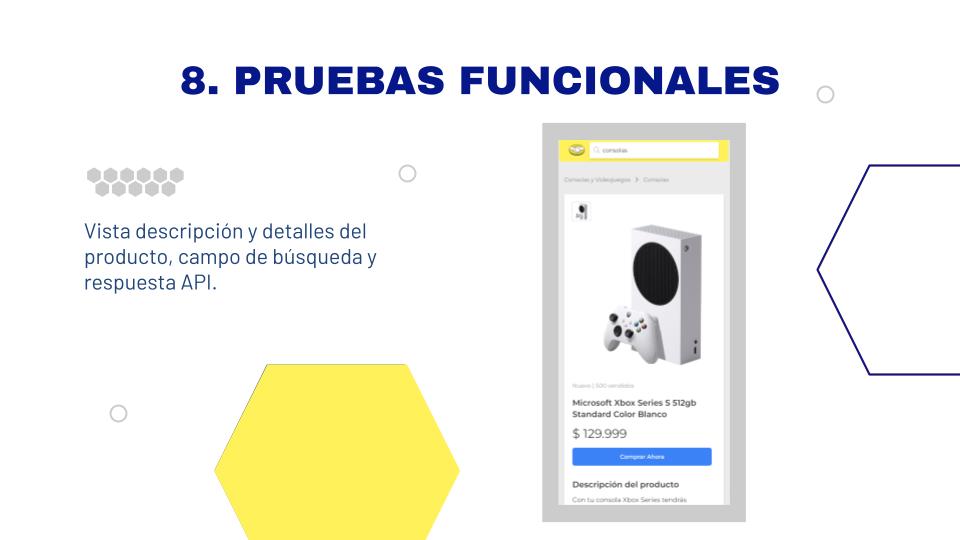 8. PRUEBAS FUNCIONALES
Vista descripción y detalles del
producto, campo de búsqueda y
respuesta API.
consolas
Consolas y Videojuegos > Consolas
Nuevo | 500 vendidos
Microsoft Xbox Series S 512gb
Standard Color Blanco
$ 129.999
Comprar Ahora
Descripción del producto
Con tu consola Xbox Series tendrás